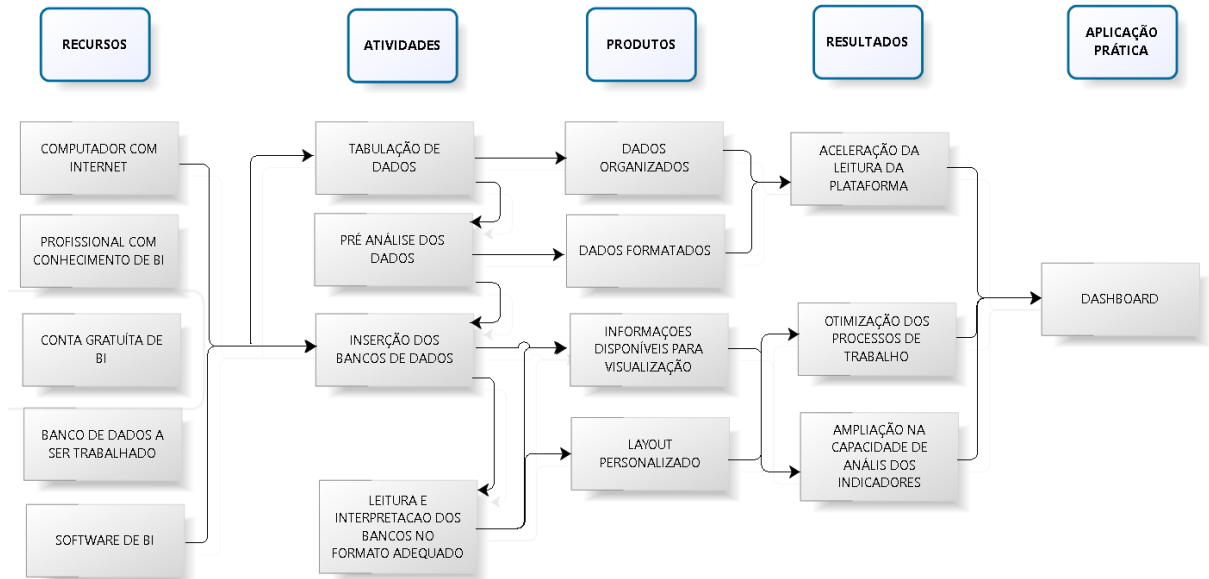 RECURSOS
ATIVIDADES
PRODUTOS
RESULTADOS
APLICAÇÃO
PRÁTICA
COMPUTADOR COM
INTERNET
PROFISSIONAL COM
CONHECIMENTO DE BI
CONTA GRATUÍTA DE
BI
BANCO DE DADOS A
SER TRABALHADO
SOFTWARE DE BI
TABULAÇÃO DE
DADOS
PRÉ ANÁLISE DOS
DADOS
INSERÇÃO DOS
BANCOS DE DADOS
LEITURA E
INTERPRETACAO DOS
BANCOS NO
FORMATO ADEQUADO
DADOS
ORGANIZADOS
DADOS FORMATADOS
INFORMAÇOES
DISPONÍVEIS PARA
VISUALIZAÇÃO
LAYOUT
PERSONALIZADO
ACELERAÇÃO DA
LEITURA DA
PLATAFORMA
OTIMIZAÇÃO DOS
PROCESSOS DE
TRABALHO
AMPLIAÇÃO NA
CAPACIDADE DE
ANÁLIS DOS
INDICADORES
DASHBOARD